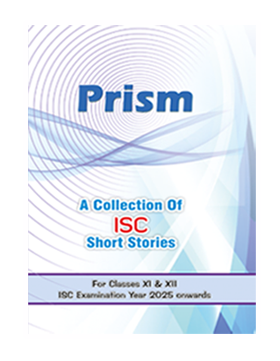 Prism
A Collection Of
ISC
Short Stories
For Classes XI & XII
ISC Examination Year 2025 onwards